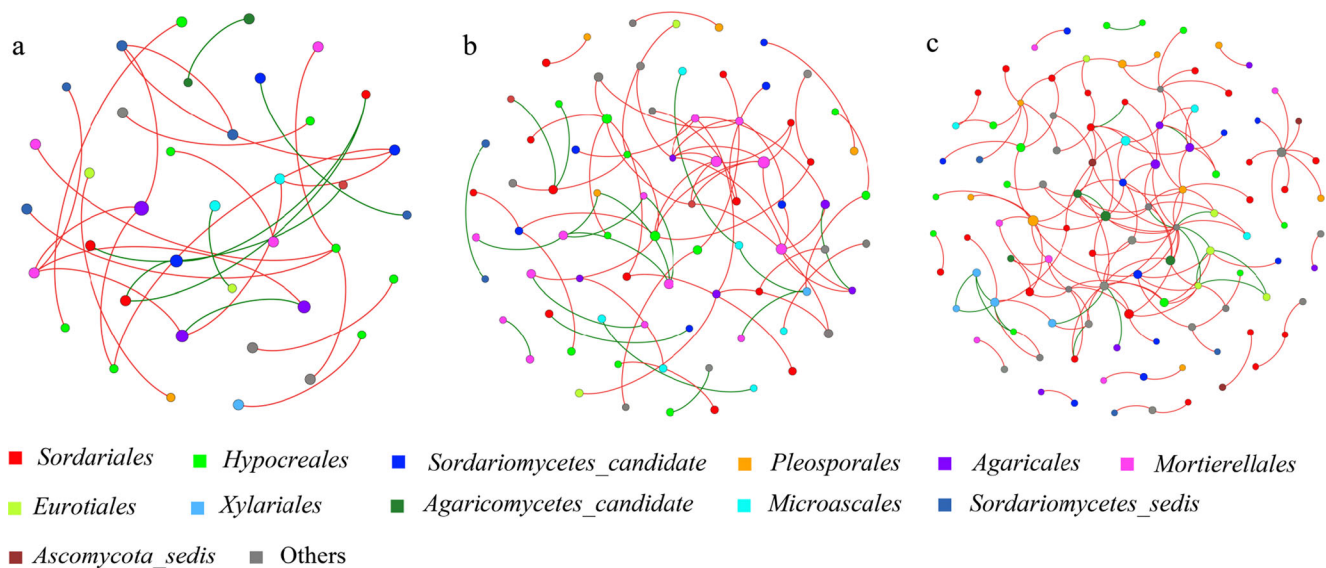 a b c
Sordariales Hypocreales Sordariomycetes_candidate Pleosporales Agaricales Mortierellales
Eurotiales Xylariales Agaricomycetes_candidate Microascales Sordariomycetes_sedis
Ascomycota_sedis Others